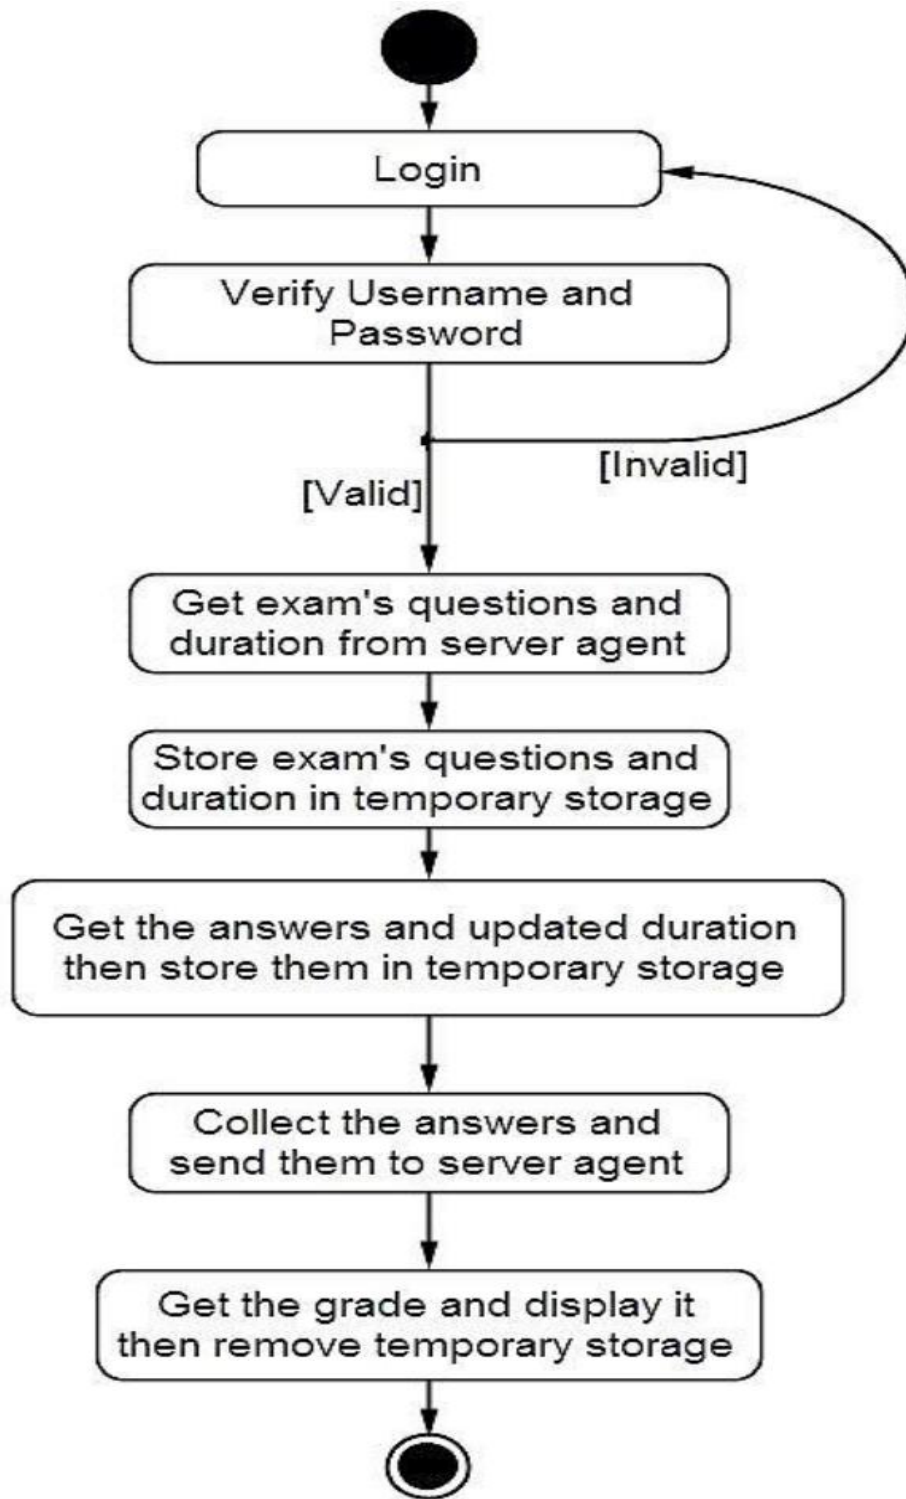 Login
Verify Username and
Password
[Invalid]
[Valid]
Get exam's questions and
duration from server agent
Store exam's questions and
duration in temporary storage
Get the answers and updated duration
then store them in temporary storage
Collect the answers and
send them to server agent
Get the grade and display it
then remove temporary storage